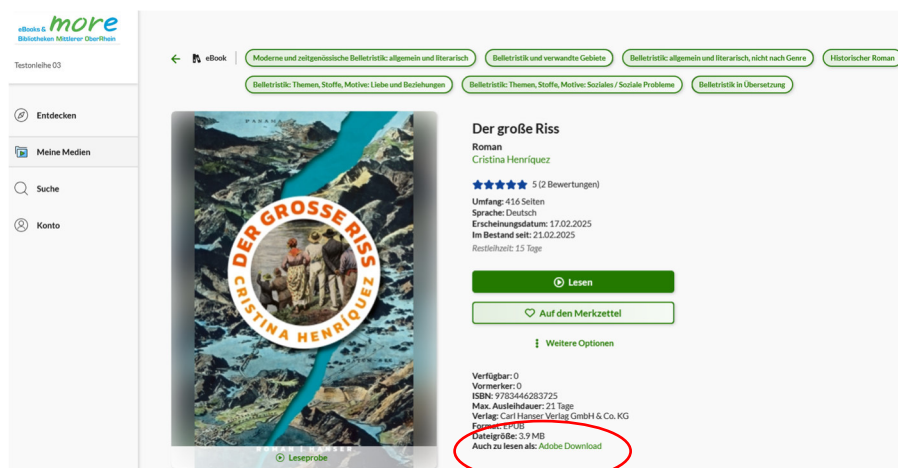 eBooks & more
Bibliotheken Mittlerer OberRhein
Testonleihe 03
Entdecken
Meine Medien
Suche
Konto
eBook
Moderne und zeitgenössische Belletristik: allgemein und literarisch
Belletristik und verwandte Gebiete
Belletristik: allgemein und literarisch, nicht nach Genre
Historischer Roman
Belletristik: Themen, Stoffe, Motive: Liebe und Beziehungen
Belletristik: Themen, Stoffe, Motive: Soziales / Soziale Probleme
Belletristik in Übersetzung
DER GROSSE RISS
CRISTINA HENRÍQUEZ
ROMAN HANSER
Leseprobe
Der große Riss
Roman
Cristina Henríquez
5 (2 Bewertungen)
Umfang: 416 Seiten
Sprache: Deutsch
Erscheinungsdatum: 17.02.2025
Im Bestand seit: 21.02.2025
Restleihzeit: 15 Tage
Lesen
Auf den Merkzettel
Weitere Optionen
Verfügbar: 0
Vormerker: 0
ISBN: 9783446283725
Max. Ausleihdauer: 21 Tage
Verlag: Carl Hanser Verlag GmbH & Co. KG
Format: EPUB
Dateigröße: 3.9 MB
Auch zu lesen als: Adobe Download